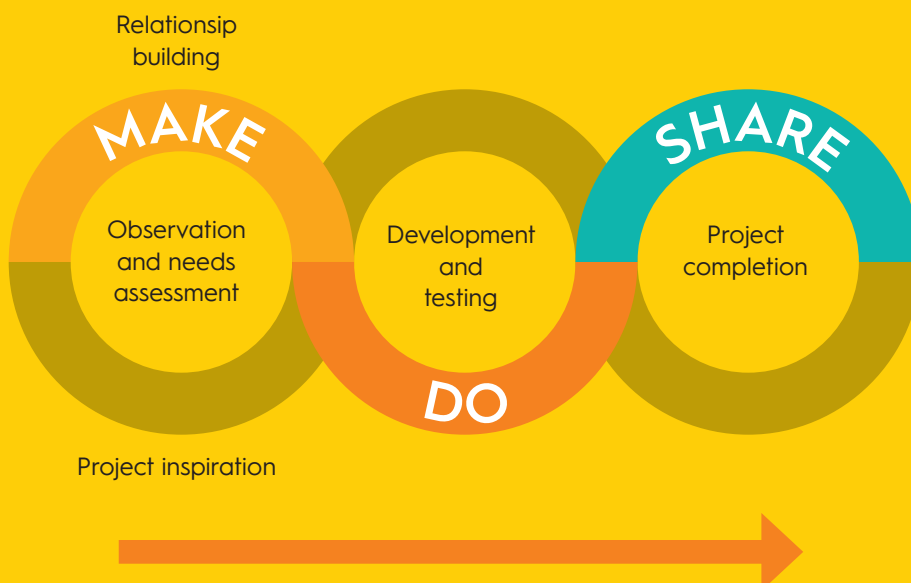 Relationsip
building
MAKE
Observation
and needs
assessment
Project inspiration
Development
and
testing
DO
SHARE
Project
completion